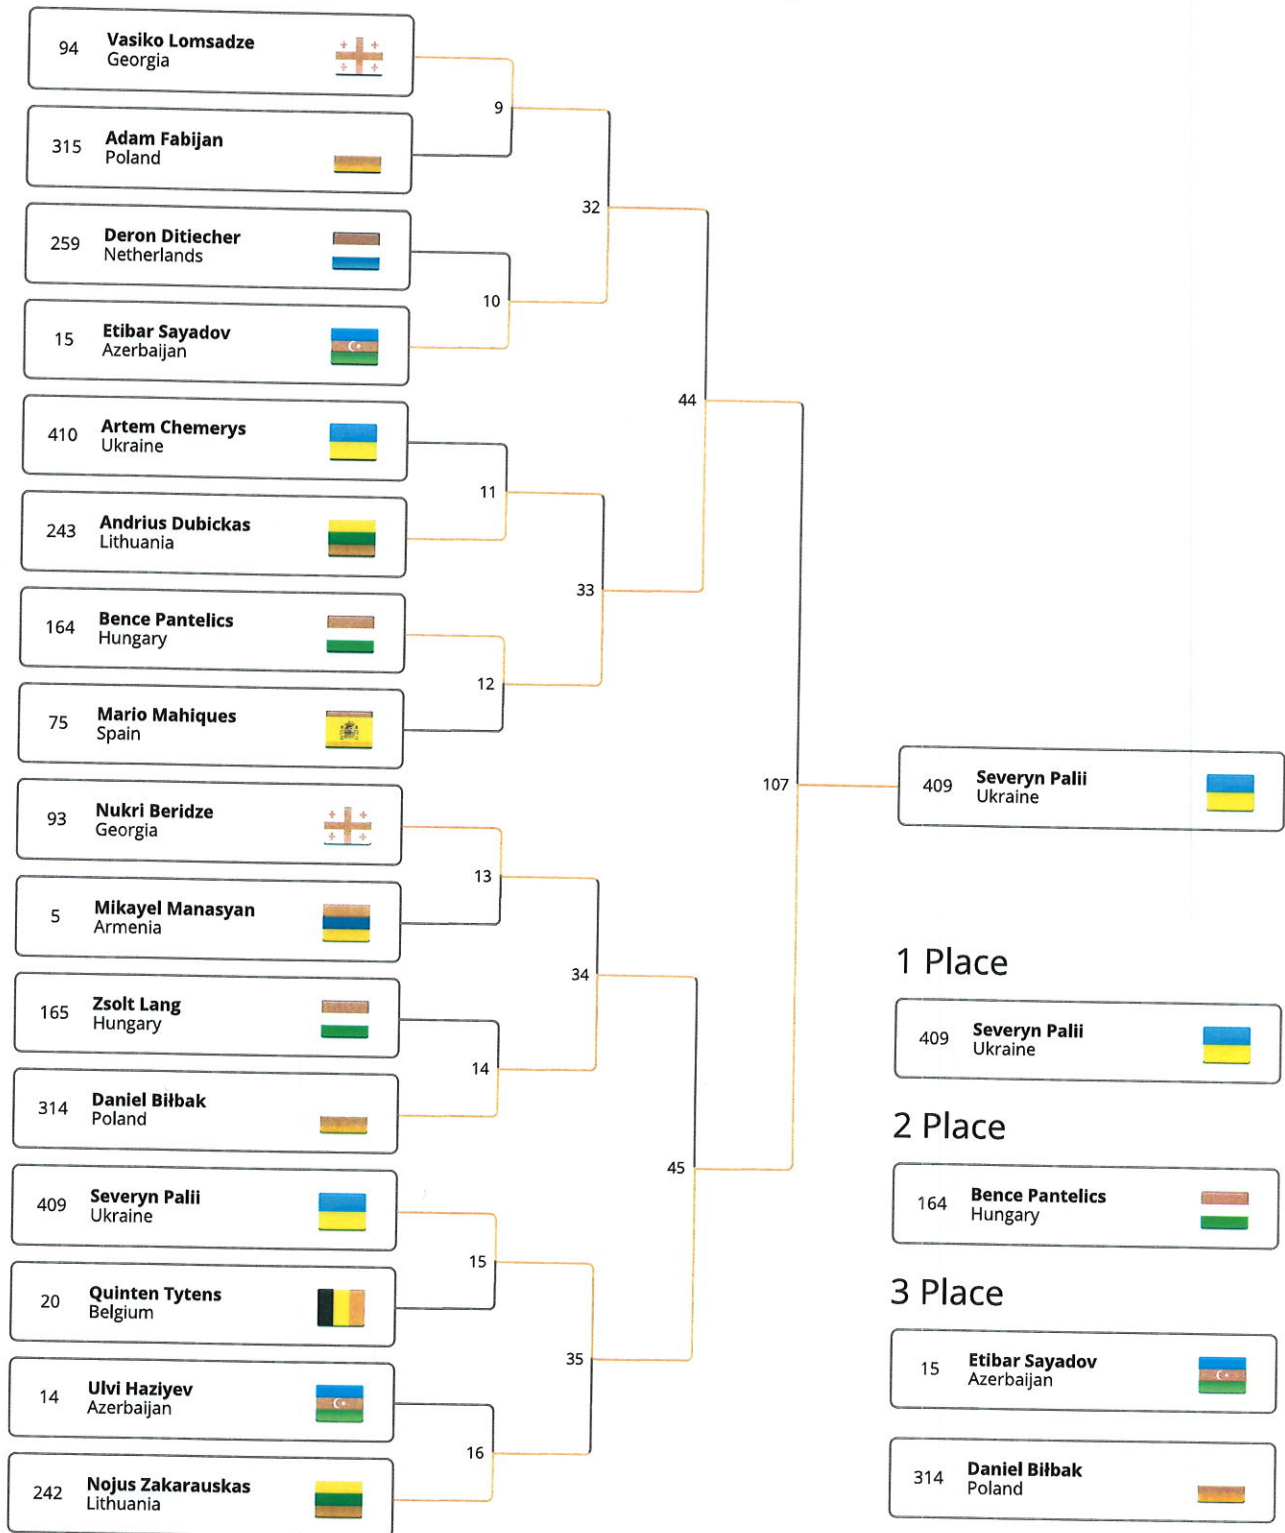 94
Vasiko Lomsadze
Georgia
315
Adam Fabijan
Poland
259
Deron Ditiecher
Netherlands
15
Etibar Sayadov
Azerbaijan
410
Artem Chemerys
Ukraine
243
Andrius Dubickas
Lithuania
164
Bence Pantelics
Hungary
75
Mario Mahiques
Spain
93
Nukri Beridze
Georgia
5
Mikayel Manasyan
Armenia
165
Zsolt Lang
Hungary
314
Daniel Biłbak
Poland
409
Severyn Palii
Ukraine
20
Quinten Tytens
Belgium
14
Ulvi Haziyev
Azerbaijan
242
Nojus Zakarauskas
Lithuania
9
10
11
12
13
14
15
16
32
33
34
35
44
45
107
409
Severyn Palii
Ukraine
1 Place
409
Severyn Palii
Ukraine
2 Place
164
Bence Pantelics
Hungary
3 Place
15
Etibar Sayadov
Azerbaijan
314
Daniel Biłbak
Poland